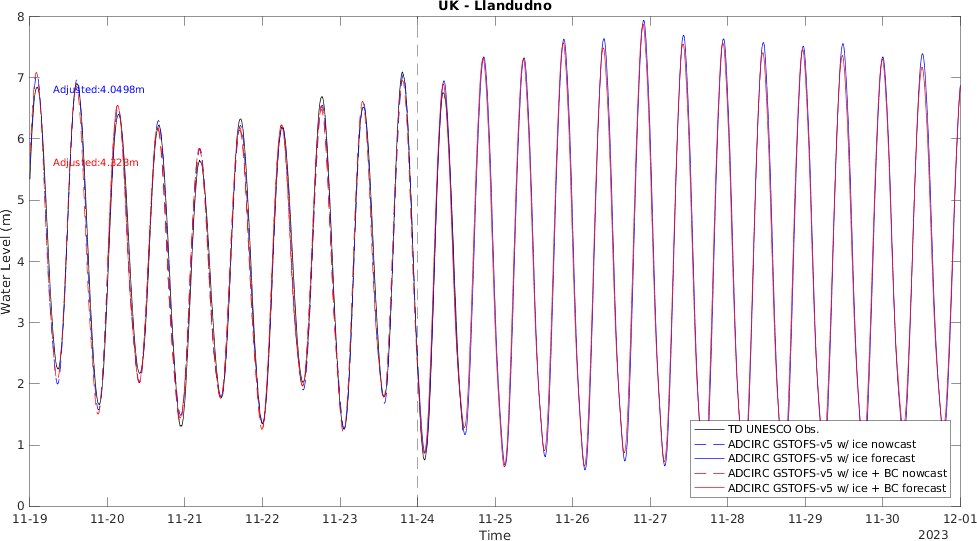 UK - Llandudno
8
7
6
5
4
3
2
1
0
Water Level (m)
Adjusted:4.0498m
Adjusted:4.328m
TD UNESCO Obs.
ADCIRC GSTOFS-v5 w/ ice nowcast
ADCIRC GSTOFS-v5 w/ ice forecast
ADCIRC GSTOFS-v5 w/ ice + BC nowcast
ADCIRC GSTOFS-v5 w/ ice + BC forecast
11-19 11-20 11-21 11-22 11-23 11-24 11-25 11-26 11-27 11-28 11-29 11-30 12-01
Time
2023